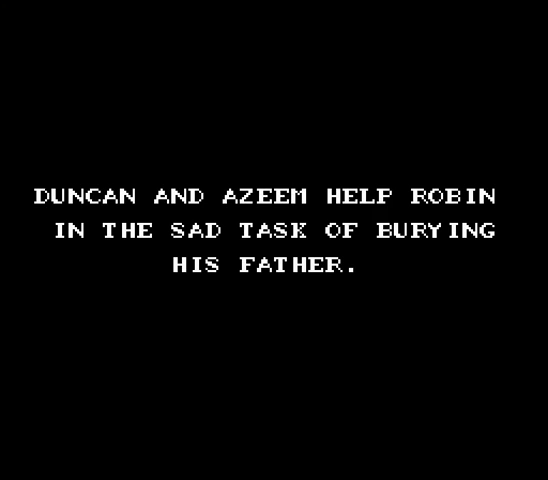 DUNCAN AND AZEEM HELP ROBIN
IN THE SAD TASK OF BURYING
HIS FATHER.